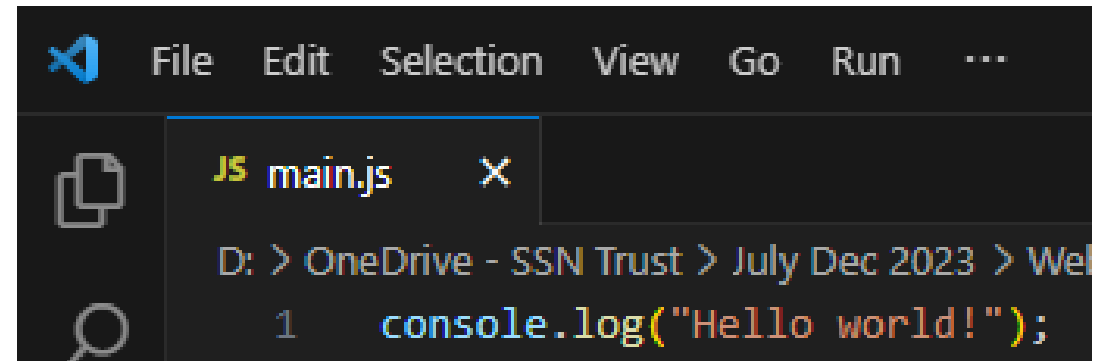 File Edit Selection View Go Run ···
JS main.js ×
D: > OneDrive - SSN Trust > July Dec 2023 >
1 console.log("Hello world!");